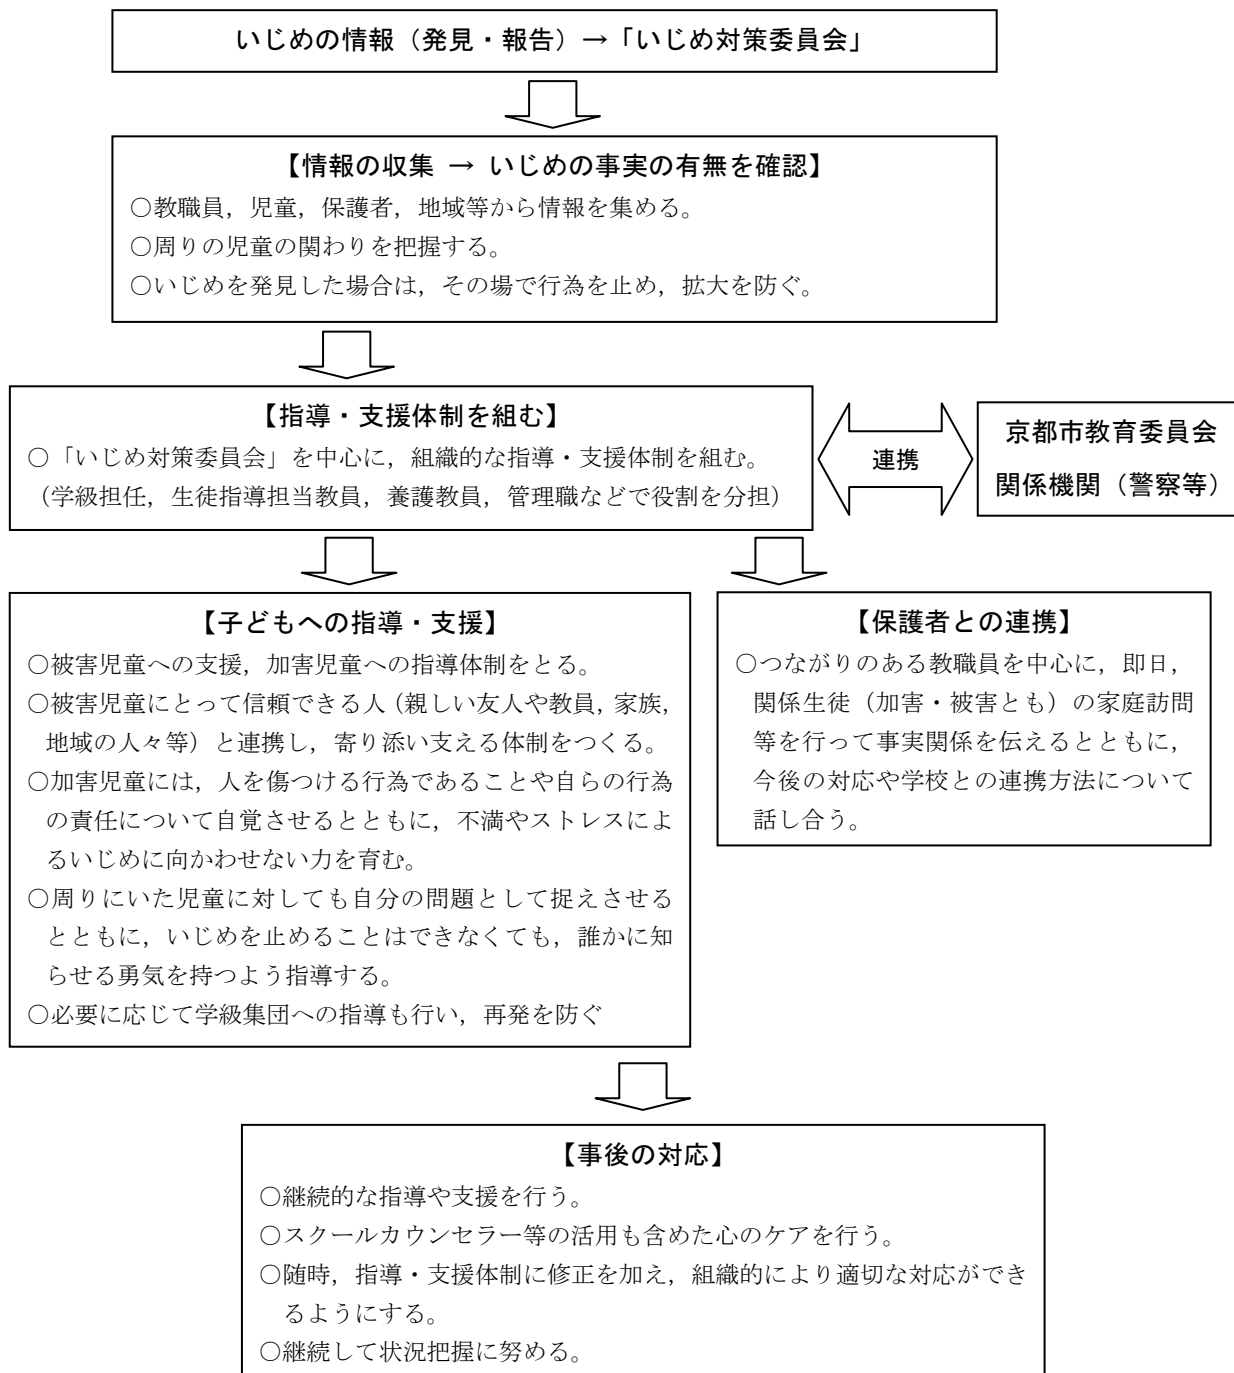 いじめの情報（発見・報告）→「いじめ対策委員会」
【情報の収集 → いじめの事実の有無を確認】
○教職員，児童，保護者，地域等から情報を集める。
○周りの児童の関わりを把握する。
○いじめを発見した場合は，その場で行為を止め，拡大を防ぐ。
【指導・支援体制を組む】
○「いじめ対策委員会」を中心に，組織的な指導・支援体制を組む。
（学級担任，生徒指導担当教員，養護教員，管理職などで役割を分担）
連携
京都市教育委員会
関係機関（警察等）
【子どもへの指導・支援】
○被害児童への支援，加害児童への指導体制をとる。
○被害児童にとって信頼できる人（親しい友人や教員，家族，
地域の人々等）と連携し，寄り添い支える体制をつくる。
○加害児童には，人を傷つける行為であることや自らの行為
の責任について自覚させるとともに，不満やストレスによ
るいじめに向かわせない力を育む。
○周りにいた児童に対しても自分の問題として捉えさせる
とともに，いじめを止めることはできなくても，誰かに知
らせる勇気を持つよう指導する。
○必要に応じて学級集団への指導も行い，再発を防ぐ
【保護者との連携】
○つながりのある教職員を中心に，即日，
関係生徒（加害・被害とも）の家庭訪問
等を行って事実関係を伝えるとともに，
今後の対応や学校との連携方法について
話し合う。
【事後の対応】
○継続的な指導や支援を行う。
○スクールカウンセラー等の活用も含めた心のケアを行う。
○随時，指導・支援体制に修正を加え，組織的により適切な対応ができ
るようにする。
○継続して状況把握に努める。